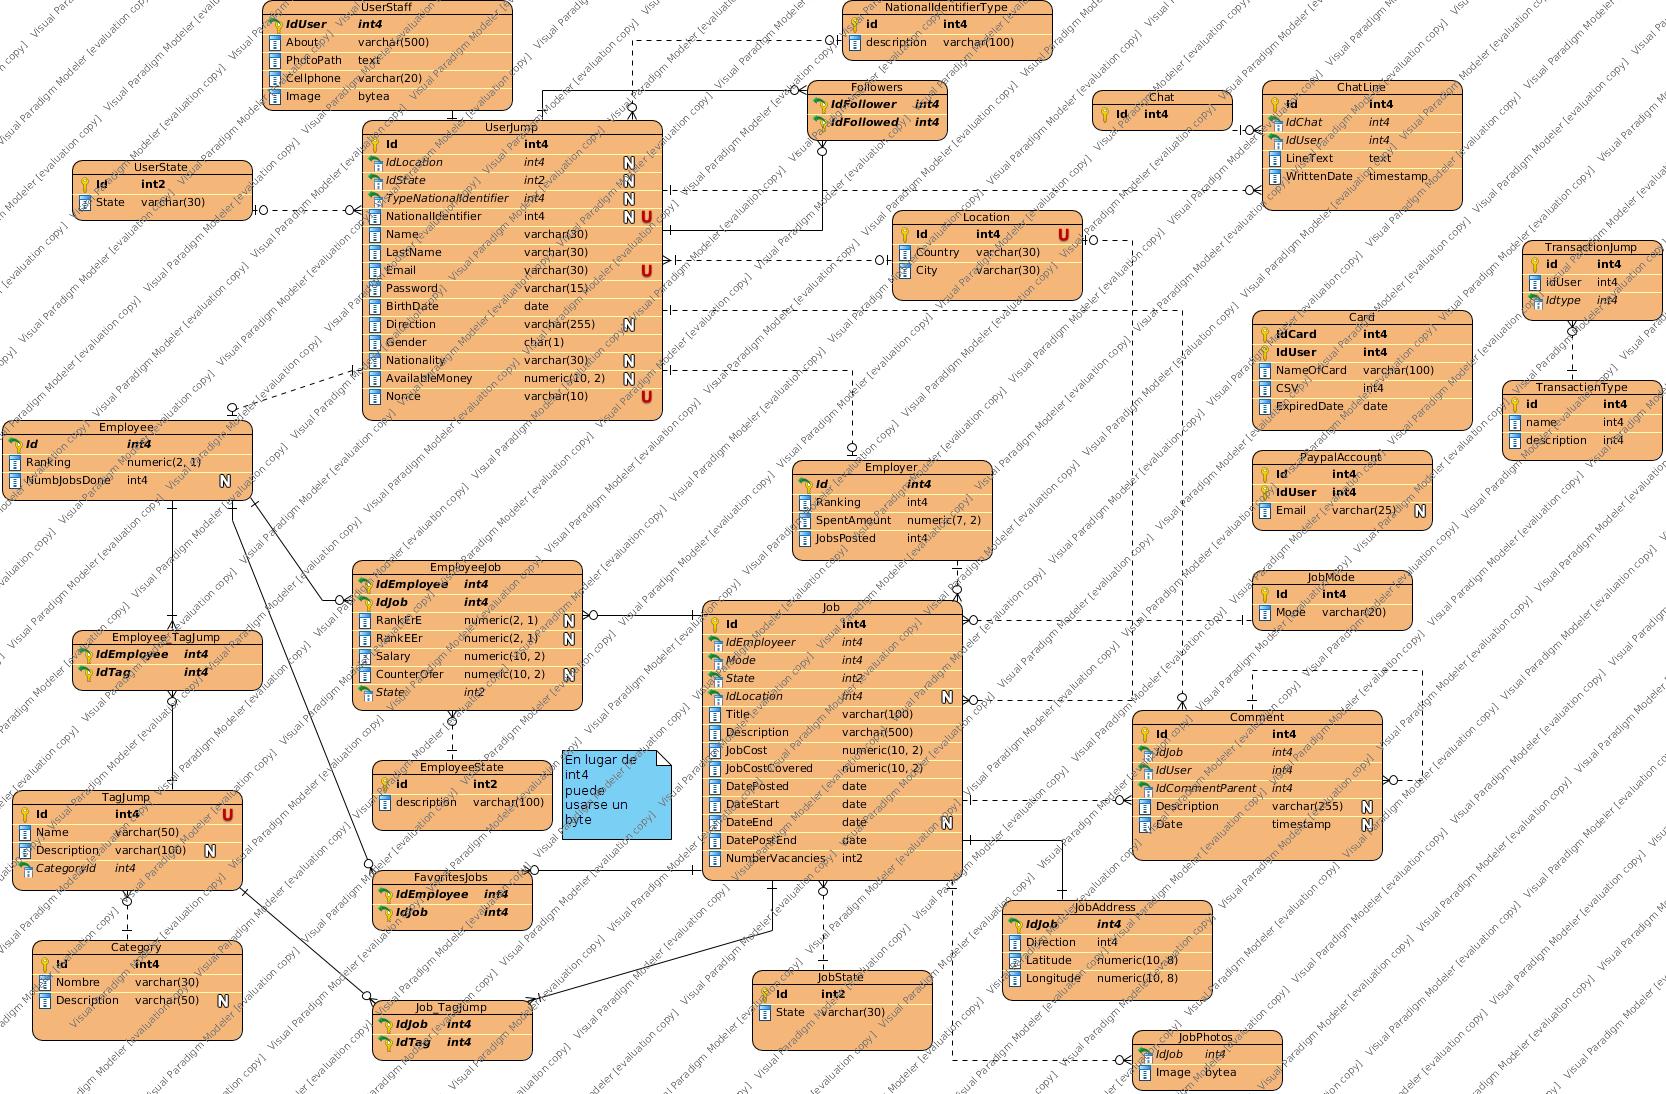 UserStaff
IdUser int4
About varchar(500)
PhotoPath text
Cellphone varchar(20)
Image bytea
NationalIdentifierType
id int4
description varchar(100)
Followers
IdFollower int4
IdFollowed int4
Chat
Id int4
ChatLine
Id int4
IdChat int4
IdUser int4
LineText text
WrittenDate timestamp
UserJump
Id int4
IdLocation int4 N
IdState int2 N
TypeNationalIdentifier int4 N
NationalIdentifier int4 N U
Name varchar(30)
LastName varchar(30)
Email varchar(30) U
Password varchar(15)
BirthDate date
Direction varchar(255) N
Gender char(1)
Nationality varchar(30) N
AvailableMoney numeric(10, 2) N
Nonce varchar(10) U
UserState
Id int2
State varchar(30)
Location
Id int4 U
Country varchar(30)
City varchar(30)
TransactionJump
id int4
idUser int4
Idtype int4
Card
IdCard int4
IdUser int4
NameOfCard varchar(100)
CSV int4
ExpiredDate date
TransactionType
id int4
name int4
description int4
Employee
Id int4
Ranking numeric(2, 1)
NumbJobsDone int4 N
Employer
Id int4
Ranking int4
SpentAmount numeric(7, 2)
JobsPosted int4
PaypalAccount
Id int4
IdUser int4
Email varchar(25) N
EmployeeJob
IdEmployee int4
IdJob int4
RankErE numeric(2, 1) N
RankEEr numeric(2, 1) N
Salary numeric(10, 2)
CounterOfer numeric(10, 2) N
State int2
JobMode
Id int4
Mode varchar(20)
Job
Id int4
IdEmployeer int4
Mode int4
State int2
IdLocation int4 N
Title varchar(100)
Description varchar(500)
JobCost numeric(10, 2)
JobCostCovered numeric(10, 2)
DatePosted date
DateStart date
DateEnd date N
DatePostEnd date
NumberVacancies int2
Employee_TagJump
IdEmployee int4
IdTag int4
Comment
Id int4
IdJob int4
IdUser int4
IdCommentParent int4
Description varchar(255) N
Date timestamp N
EmployeeState
id int2
description varchar(100)
En lugar de
int4
puede
usarse un
byte
TagJump
Id int4 U
Name varchar(50)
Description varchar(100) N
CategoryId int4
FavoritesJobs
IdEmployee int4
IdJob int4
JobAddress
IdJob int4
Direction int4
Latitude numeric(10, 8)
Longitude numeric(10, 8)
Category
Id int4
Nombre varchar(30)
Description varchar(50) N
JobState
Id int2
State varchar(30)
Job_TagJump
IdJob int4
IdTag int4
JobPhotos
IdJob int4
Image bytea
Visual Paradigm Modeler [evaluation copy]